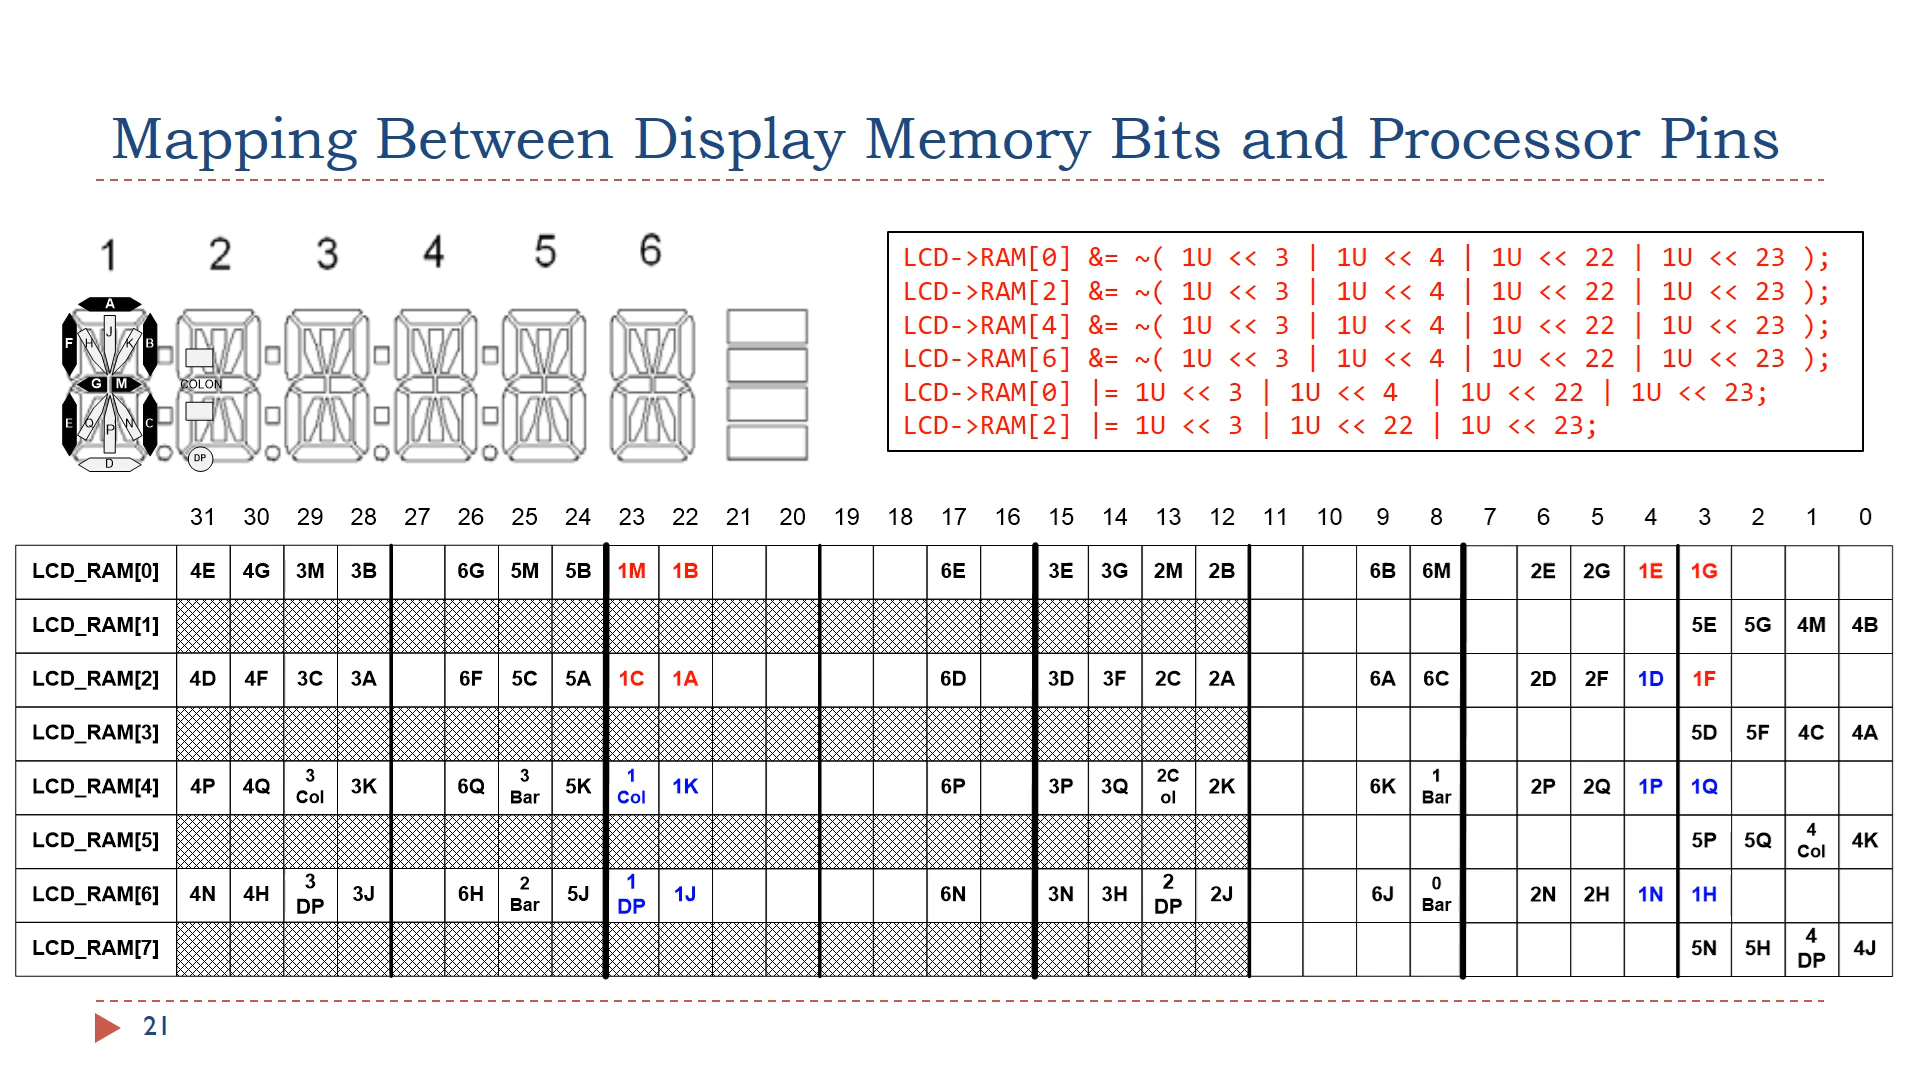 Mapping Between Display Memory Bits and Processor Pins
1 2 3 4 5 6
A
F H J K B
G M
COLON
E Q P N C
D
DP
LCD->RAM[0] &= ~( 1U << 3 | 1U << 4 | 1U << 22 | 1U << 23 );
LCD->RAM[2] &= ~( 1U << 3 | 1U << 4 | 1U << 22 | 1U << 23 );
LCD->RAM[4] &= ~( 1U << 3 | 1U << 4 | 1U << 22 | 1U << 23 );
LCD->RAM[6] &= ~( 1U << 3 | 1U << 4 | 1U << 22 | 1U << 23 );
LCD->RAM[0] |= 1U << 3 | 1U << 4 | 1U << 22 | 1U << 23;
LCD->RAM[2] |= 1U << 3 | 1U << 22 | 1U << 23;
31 30 29 28 27 26 25 24 23 22 21 20 19 18 17 16 15 14 13 12 11 10 9 8 7 6 5 4 3 2 1 0
LCD_RAM[0] 4E 4G 3M 3B 6G 5M 5B 1M 1B 6E 3E 3G 2M 2B 6B 6M 2E 2G 1E 1G
LCD_RAM[1] 5E 5G 4M 4B
LCD_RAM[2] 4D 4F 3C 3A 6F 5C 5A 1C 1A 6D 3D 3F 2C 2A 6A 6C 2D 2F 1D 1F
LCD_RAM[3] 5D 5F 4C 4A
LCD_RAM[4] 4P 4Q 3 Col 3K 6Q 3 Bar 5K 1 Col 1K 6P 3P 3Q 2C ol 2K 6K 1 Bar 2P 2Q 1P 1Q
LCD_RAM[5] 5P 5Q 4 Col 4K
LCD_RAM[6] 4N 4H 3 DP 3J 6H 2 Bar 5J 1 DP 1J 6N 3N 3H 2 DP 2J 6J 0 Bar 2N 2H 1N 1H
LCD_RAM[7] 5N 5H 4 DP 4J
21